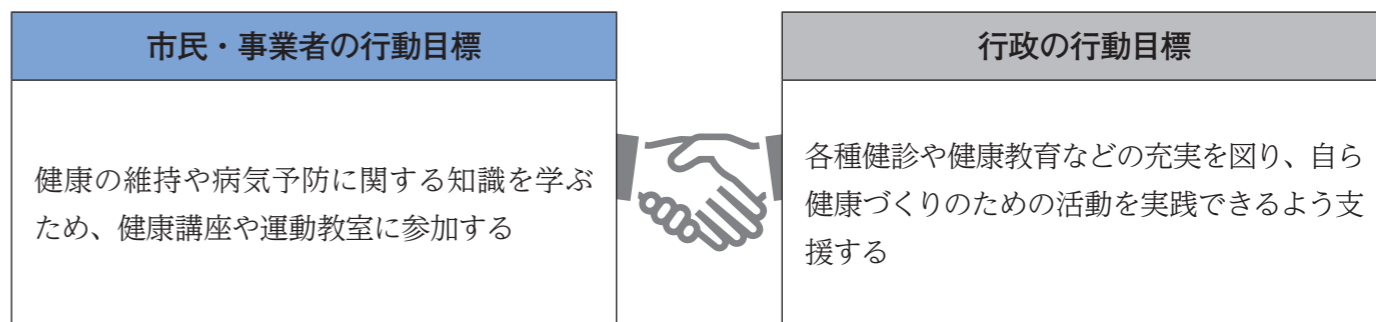 市民・事業者の行動目標
健康の維持や病気予防に関する知識を学ぶ
ため、健康講座や運動教室に参加する
行政の行動目標
各種健診や健康教育などの充実を図り、自ら
健康づくりのための活動を実践できるよう支
援する